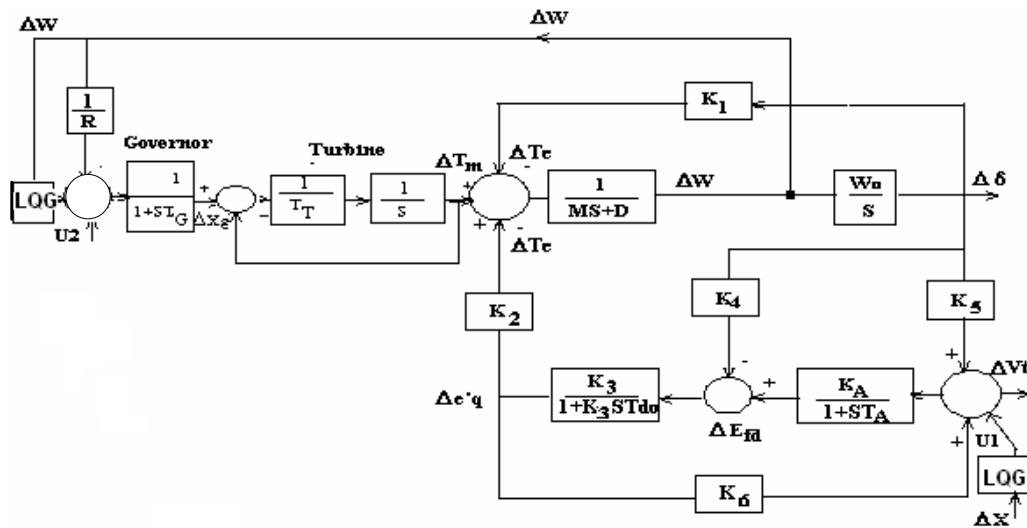 ΔW
ΔW
1
R
K1
Governor
Turbine
ΔTe
-
ΔTm
LQG
-
1
1+STG
+
ΔXg
-
1
TT
1
S
+
+
-
1
MS+D
ΔW
Wo
S
Δδ
U2
ΔTe
K2
K4
K5
-
+
ΔVt
Δe'q
K3
1+K3STdo
+
KA
1+STA
ΔEfd
+
U1
K6
LQG
ΔX